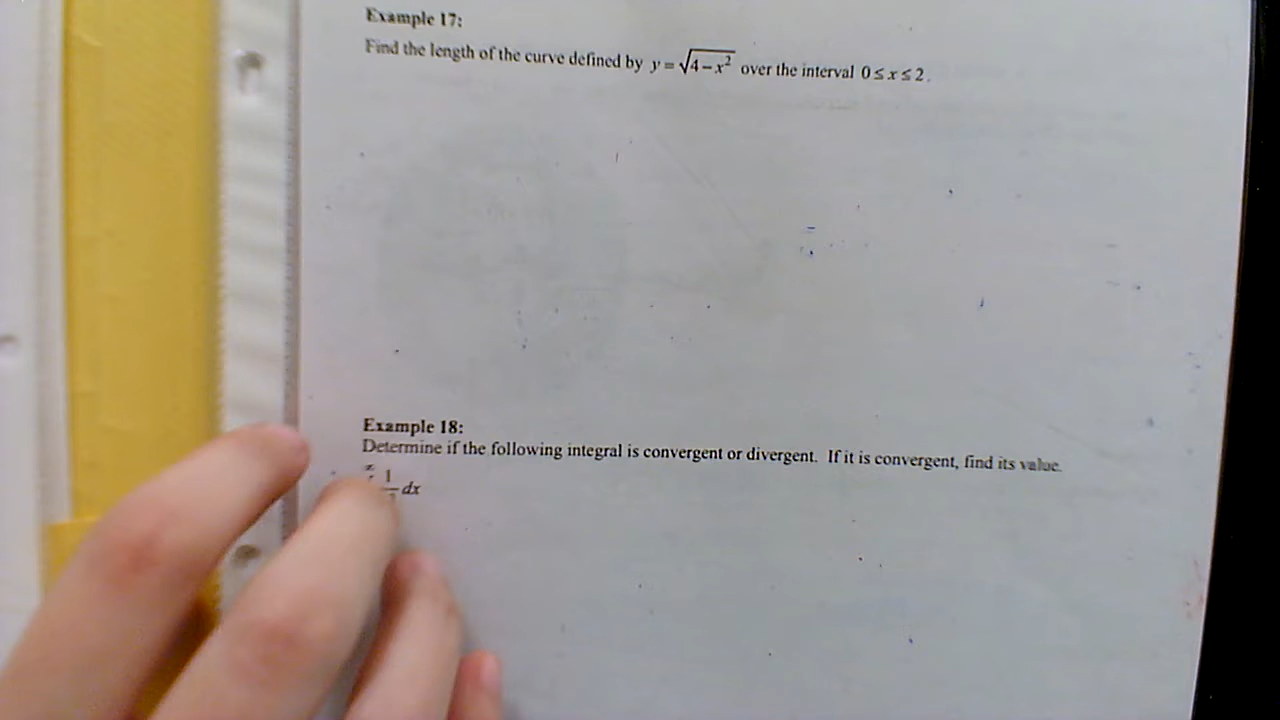 Example 17:
Find the length of the curve defined by y = √4 − x² over the interval 0 ≤ x ≤ 2.
Example 18:
Determine if the following integral is convergent or divergent. If it is convergent, find its value.
1 dx